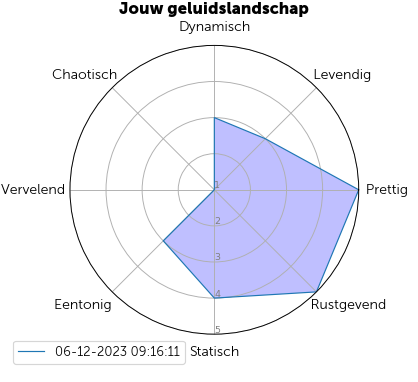 Jouw geluidslandschap
Dynamisch
Chaotisch
Levendig
Vervelend
1
Prettig
2
3
4
Eentonig
Rustgevend
5
06-12-2023 09:16:11
Statisch